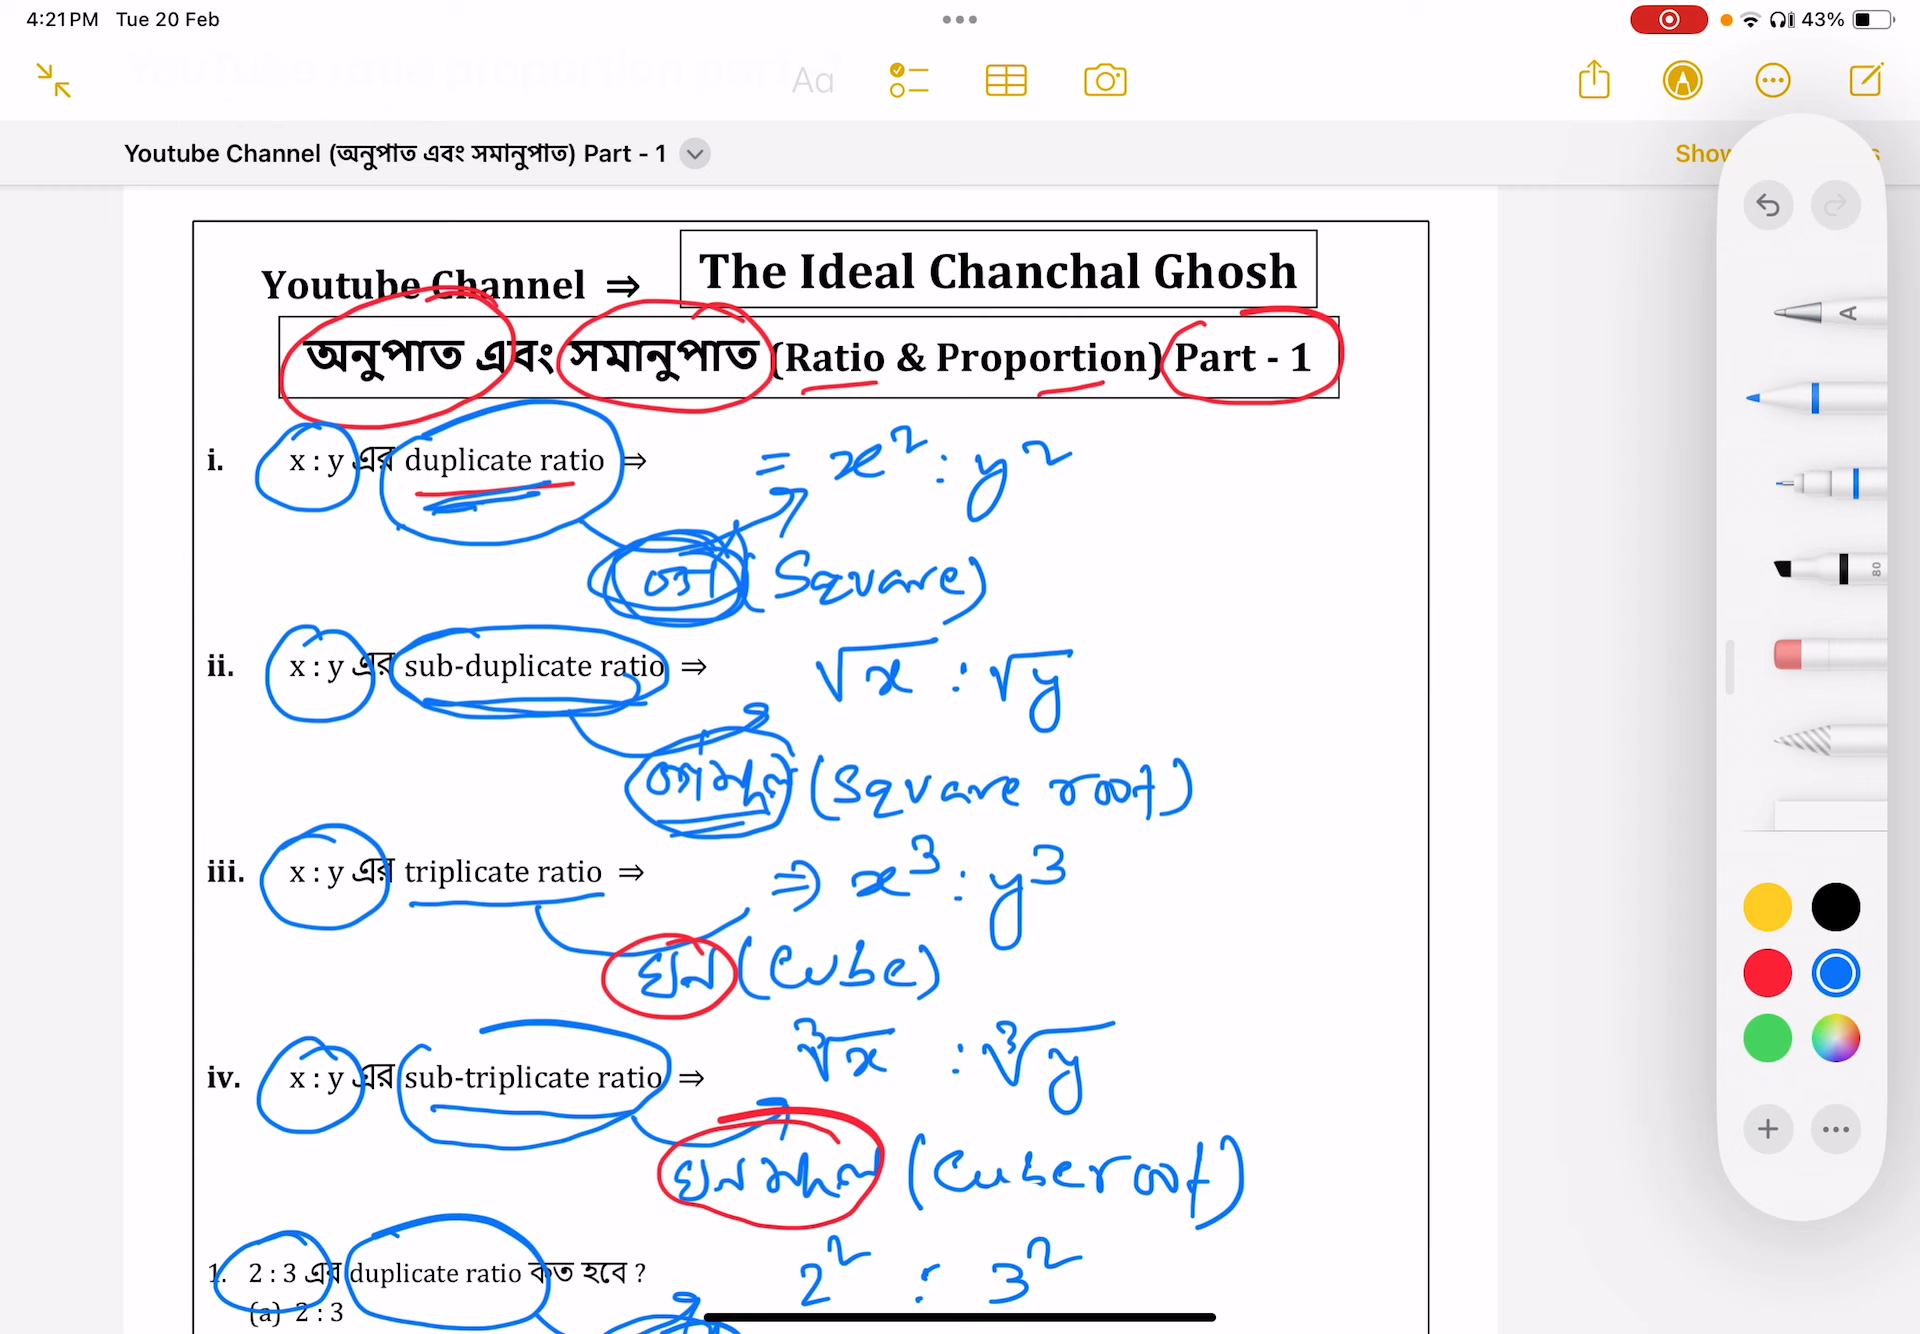 4:21 PM Tue 20 Feb
43%
Aa
Youtube Channel (অনুপাত এবং সমানুপাত) Part - 1
Show
Youtube Channel ⇒ The Ideal Chanchal Ghosh
অনুপাত এবং সমানুপাত (Ratio & Proportion) Part - 1
i. x : y এর duplicate ratio ⇒ = x² : y²
বর্গ (Square)
ii. x : y এর sub-duplicate ratio ⇒ √x : √y
বর্গমূল (Square root)
iii. x : y এর triplicate ratio ⇒ ⇒ x³ : y³
ঘন (Cube)
iv. x : y এর sub-triplicate ratio ⇒ ∛x : ∛y
ঘনমূল (Cube root)
1. 2 : 3 এর duplicate ratio কত হবে ? 2² : 3²
(a) 2 : 3
A
80